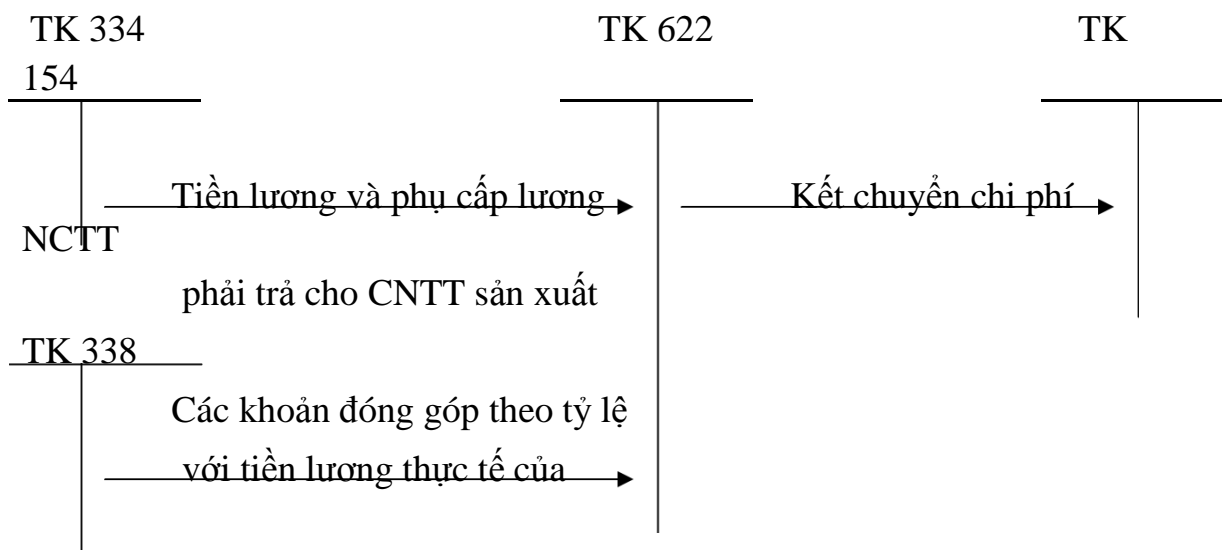 TK 334 TK 622 TK
154
Tiền lương và phụ cấp lương Kết chuyển chi phí
NCTT
phải trả cho CNTT sản xuất
TK 338
Các khoản đóng góp theo tỷ lệ
với tiền lương thực tế của